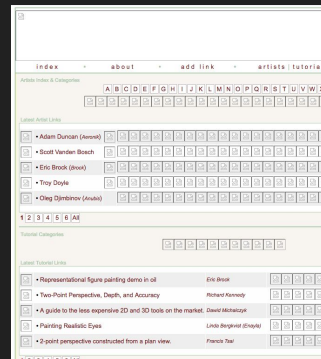 index • about • add link • artists | tutoria
Artists Index & Categories
A B C D E F G H I J K L M N O P Q R S T U V W X
Latest Artist Links
• Adam Duncan (Aeronik)
• Scott Vanden Bosch
• Eric Brock (Brock)
• Troy Doyle
• Oleg Djimbinov (Anubis)
1 2 3 4 5 6 All
Tutorial Categories
Latest Tutorial Links
• Representational figure painting demo in oil Eric Brock
• Two-Point Perspective, Depth, and Accuracy Richard Kennedy
• A guide to the less expensive 2D and 3D tools on the market. Dawid Michalczyk
• Painting Realistic Eyes Linda Bergkvist (Enayla)
• 2-point perspective constructed from a plan view. Francis Tsai